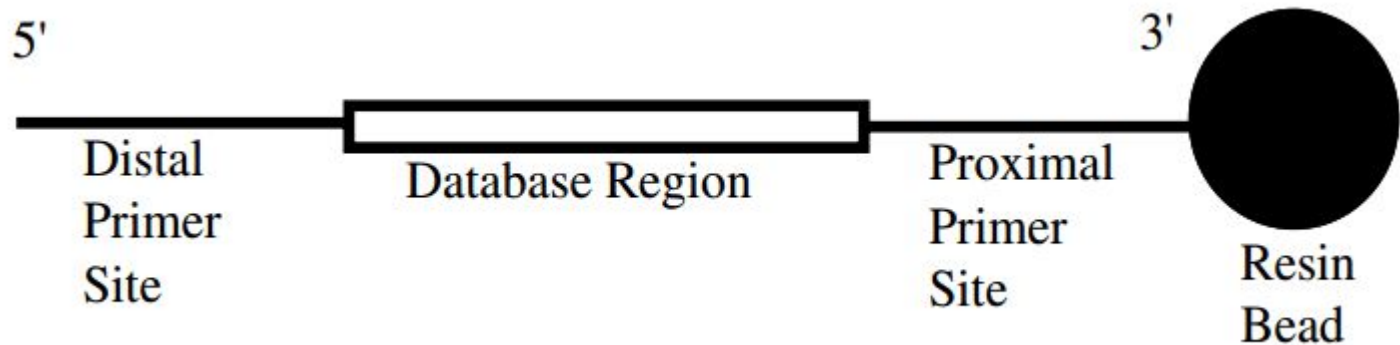 5'
3'
Distal
Primer
Site
Database Region
Proximal
Primer
Site
Resin
Bead